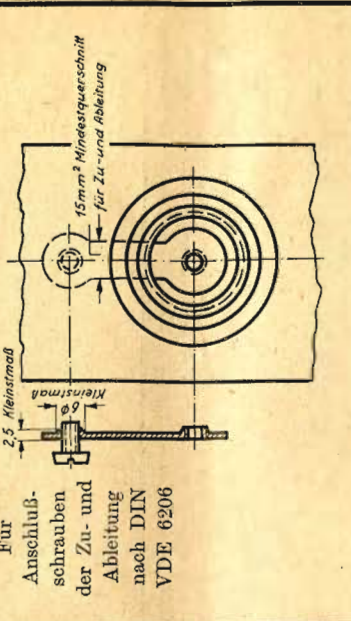 Für
Anschluß-
schrauben
der Zu- und
Ableitung
nach DIN
VDE 6206
2,5 Kleinstmaß
6⌀
Kleinstmaß
15mm² Mindestquerschnitt
für Zu-und Ableitung